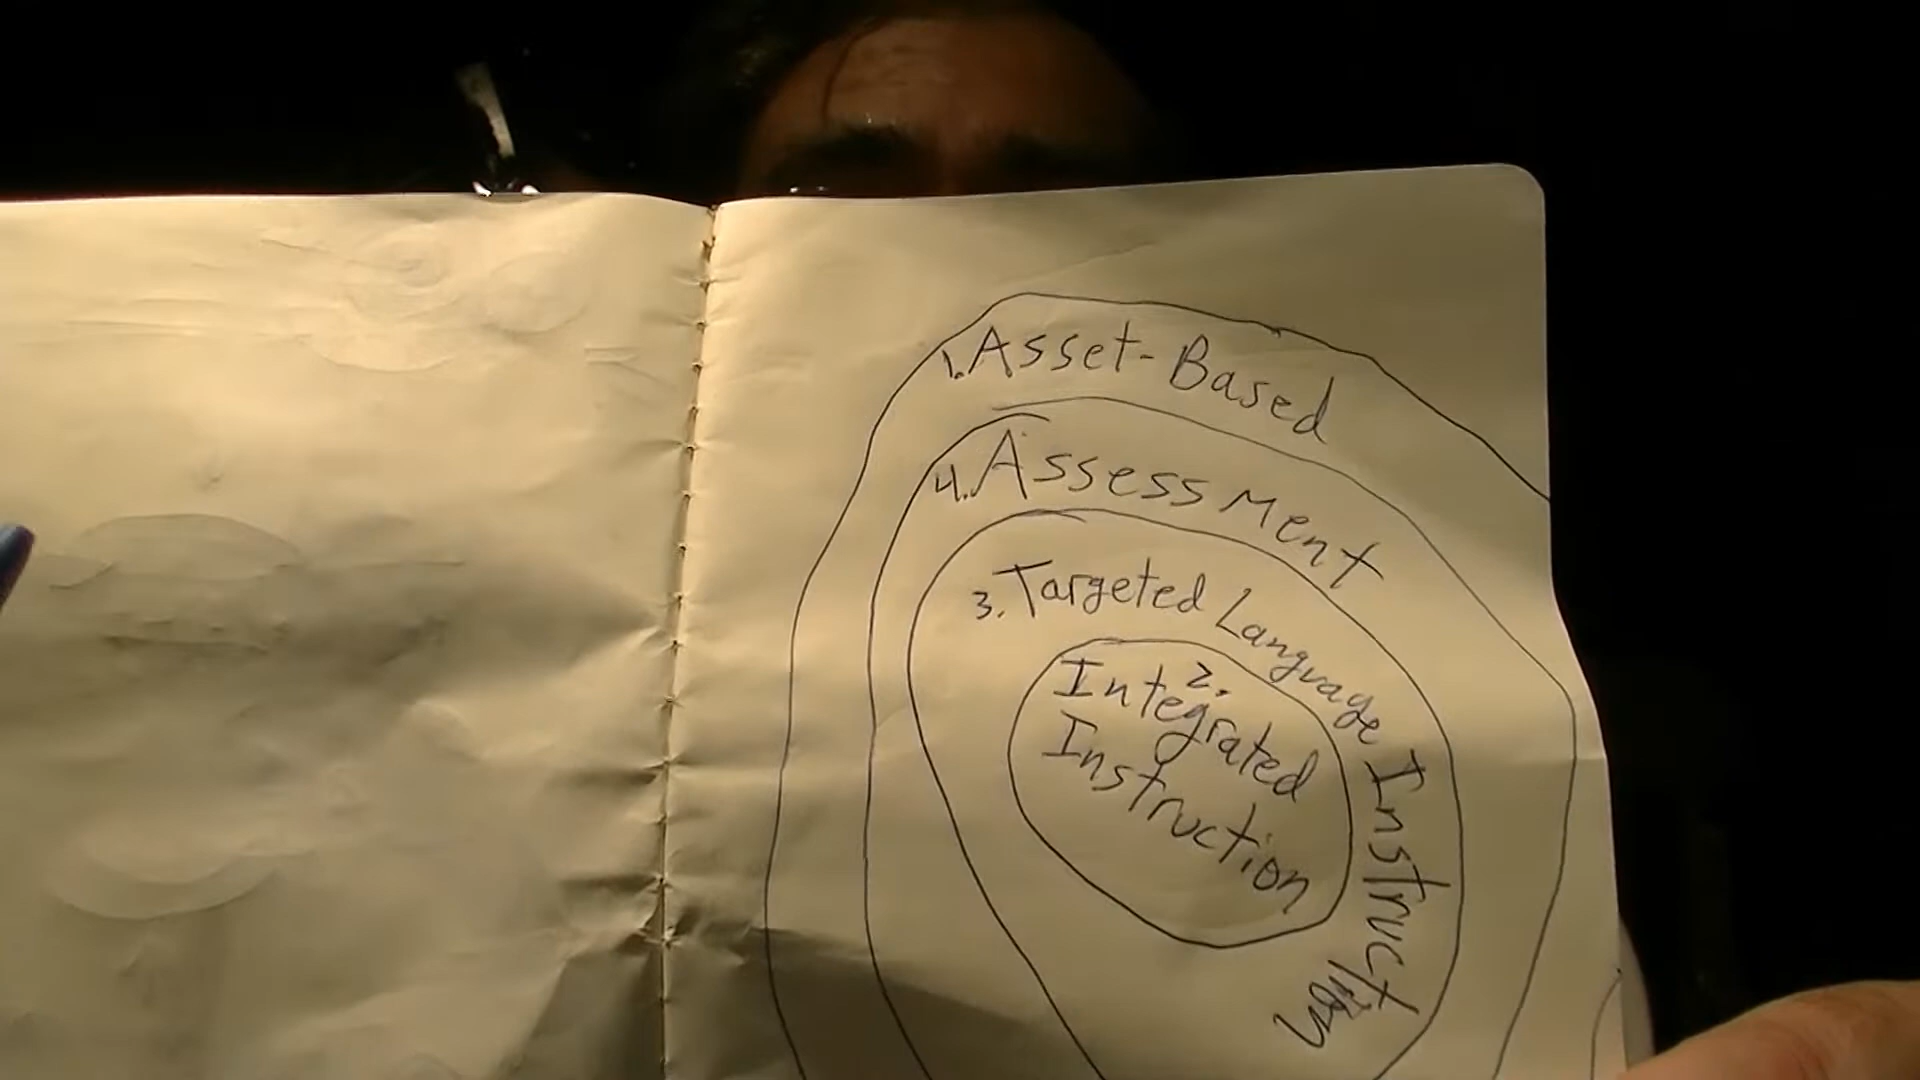 1. Asset-Based
4. Assessment
3. Targeted Language Instruction
2.
Integrated
Instruction